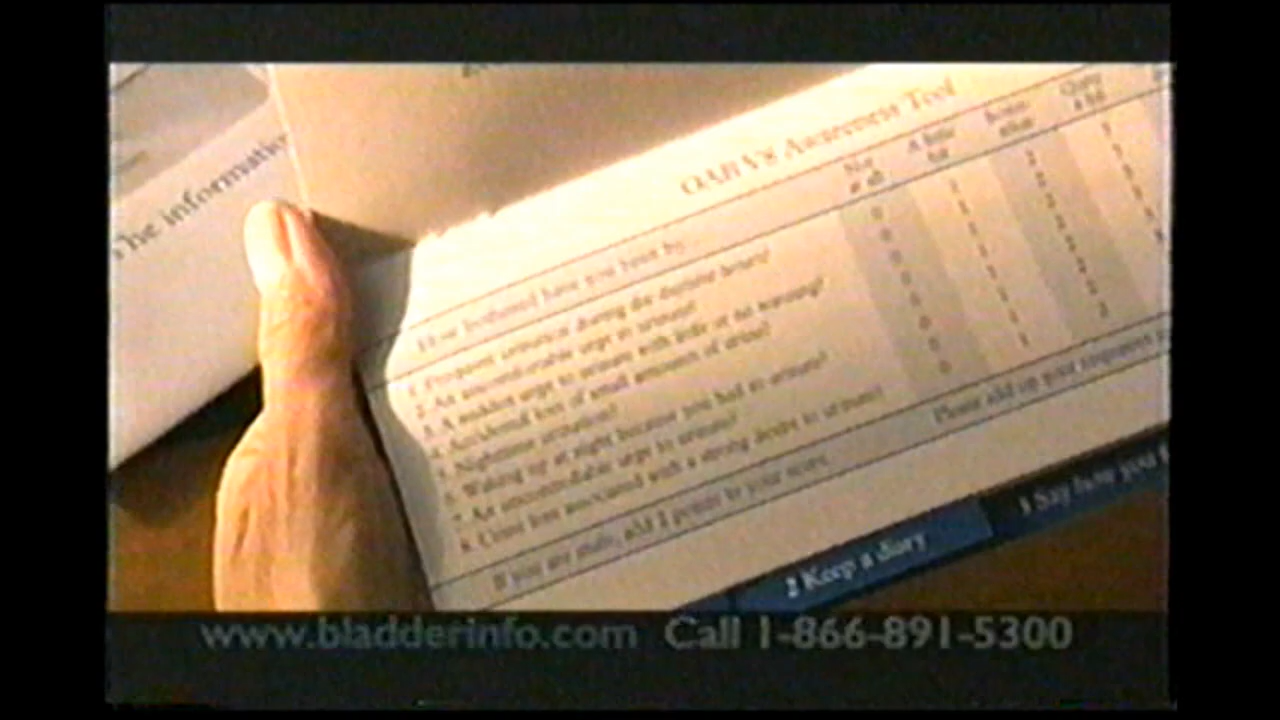 The information
OAB-V8 Awareness Tool
Not
at all
A little
bit
Some-
what
Quite
a bit
How bothered have you been by...
1. Frequent urination during the daytime hours?
2. An uncomfortable urge to urinate?
3. A sudden urge to urinate with little or no warning?
4. Accidental loss of small amounts of urine?
5. Nighttime urination?
6. Waking up at night because you had to urinate?
7. An uncontrollable urge to urinate?
8. Urine loss associated with a strong desire to urinate?
If you are male, add 2 points to your score.
Please add up your responses
2 Keep a diary
3 Say how you
www.bladderinfo.com Call 1-866-891-5300